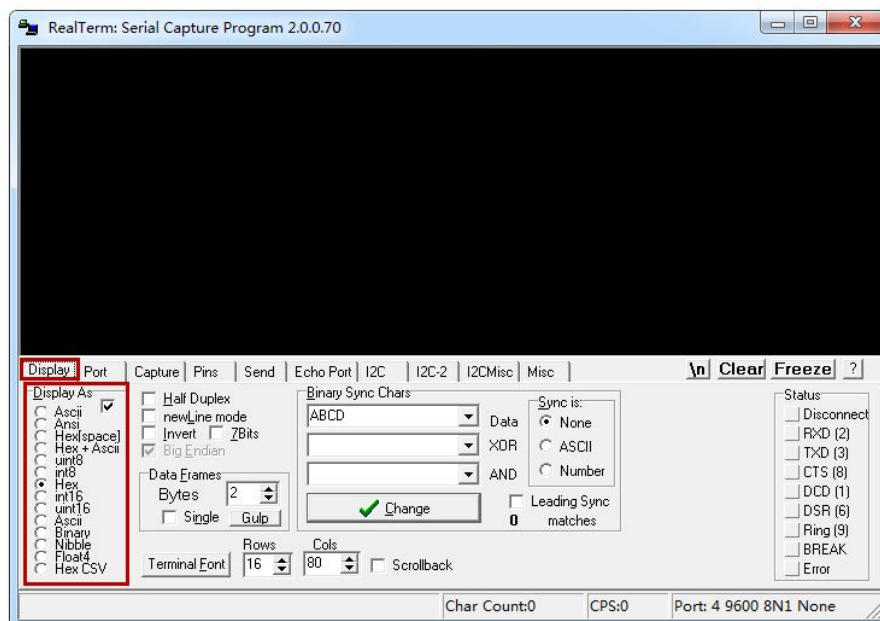 RealTerm: Serial Capture Program 2.0.0.70
Display Port Capture Pins Send Echo Port I2C I2C-2 I2CMisc Misc \n Clear Freeze ?
Display As
Ascii
Ansi
Hex[space]
Hex + Ascii
uint8
int8
Hex
int16
uint16
Ascii
Binary
Nibble
Float4
Hex CSV
Half Duplex
newLine mode
Invert 7Bits
Big Endian
Data Frames
Bytes 2
Single Gulp
Terminal Font
Rows
16
Cols
80
Scrollback
Binary Sync Chars
ABCD
Data
XOR
AND
Change
Sync is:
None
ASCII
Number
Leading Sync
0 matches
Status
Disconnect
RXD (2)
TXD (3)
CTS (8)
DCD (1)
DSR (6)
Ring (9)
BREAK
Error
Char Count:0 CPS:0 Port: 4 9600 8N1 None